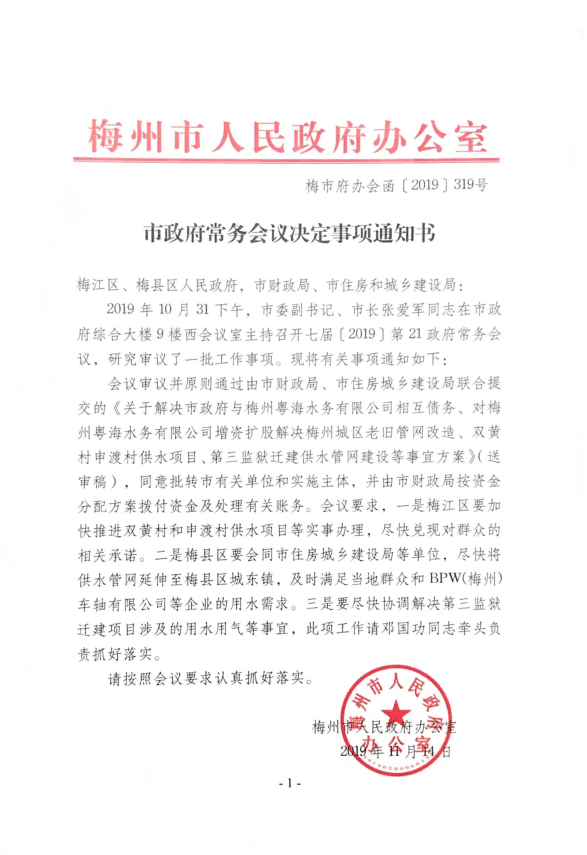 梅州市人民政府办公室
梅市府办会函〔2019〕319号
市政府常务会议决定事项通知书
梅江区、梅县区人民政府，市财政局、市住房和城乡建设局：
2019 年 10 月 31 下午，市委副书记、市长张爱军同志在市政
府综合大楼 9 楼西会议室主持召开七届〔2019〕第 21 政府常务会
议，研究审议了一批工作事项。现将有关事项通知如下：
会议审议并原则通过由市财政局、市住房城乡建设局联合提
交的《关于解决市政府与梅州粤海水务有限公司相互债务、对梅
州粤海水务有限公司增资扩股解决梅州城区老旧管网改造、双黄
村申渡村供水项目、第三监狱迁建供水管网建设等事宜方案》（送
审稿），同意批转市有关单位和实施主体，并由市财政局按资金
分配方案拨付资金及处理有关账务。会议要求，一是梅江区要加
快推进双黄村和申渡村供水项目等实事办理，尽快兑现对群众的
相关承诺。二是梅县区要会同市住房城乡建设局等单位，尽快将
供水管网延伸至梅县区城东镇，及时满足当地群众和 BPW(梅州)
车轴有限公司等企业的用水需求。三是要尽快协调解决第三监狱
迁建项目涉及的用水用气等事宜，此项工作请邓国功同志牵头负
责抓好落实。
请按照会议要求认真抓好落实。
梅州市人民政府办公室
2019 年 11 月 14 日
梅州市人民政府
办公室
- 1 -